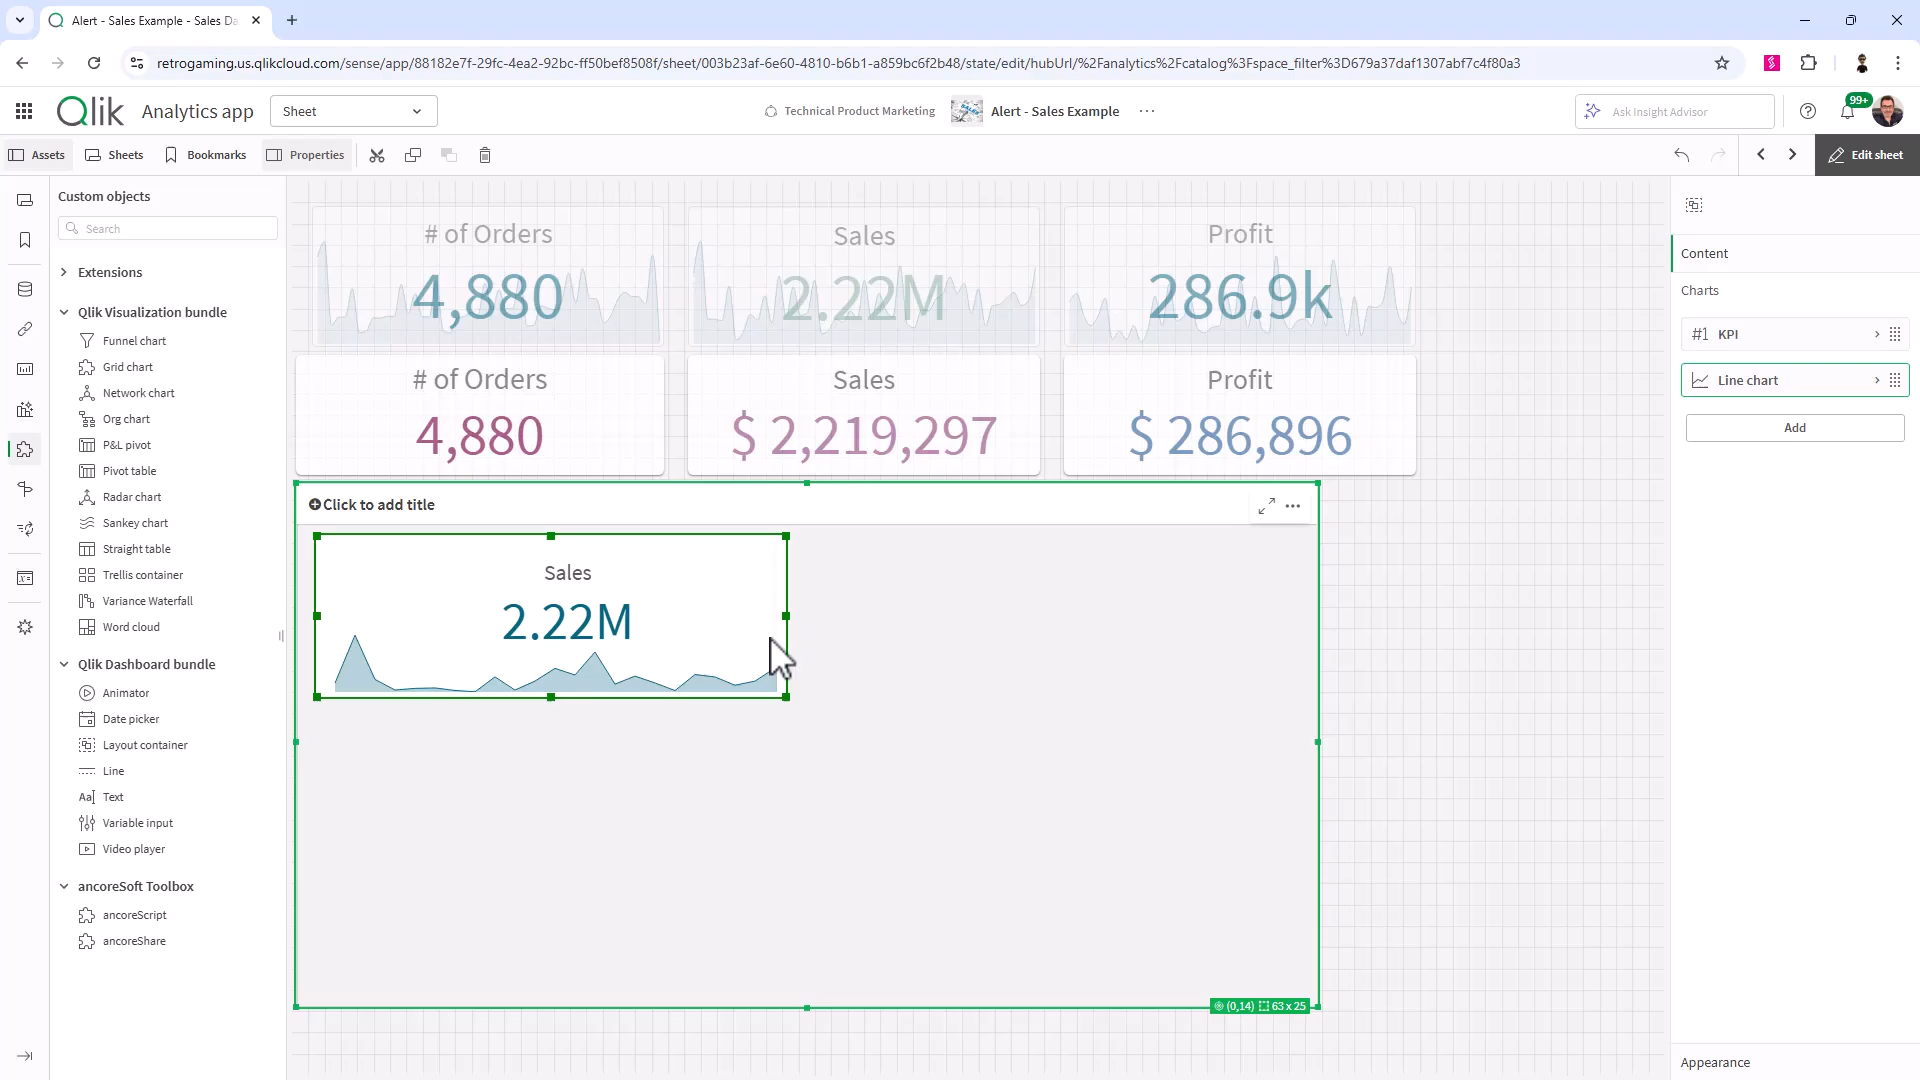 Alert - Sales Example - Sales Da
retrogaming.us.qlikcloud.com/sense/app/88182e7f-29fc-4ea2-92bc-ff50bef8508f/sheet/003b23af-6e60-4810-b6b1-a859bc6f2b48/state/edit/hubUrl/%2Fanalytics%2Fcatalog%3Fspace_filter%3D679a37daf1307abf7c4f80a3
Qlik
Analytics app
Sheet
Technical Product Marketing
Alert - Sales Example
Ask Insight Advisor
99+
Assets
Sheets
Bookmarks
Properties
Edit sheet
Custom objects
Search
Extensions
Qlik Visualization bundle
Funnel chart
Grid chart
Network chart
Org chart
P&L pivot
Pivot table
Radar chart
Sankey chart
Straight table
Trellis container
Variance Waterfall
Word cloud
Qlik Dashboard bundle
Animator
Date picker
Layout container
Line
Text
Variable input
Video player
ancoreSoft Toolbox
ancoreScript
ancoreShare
# of Orders
4,880
Sales
2.22M
Profit
286.9k
# of Orders
4,880
Sales
$ 2,219,297
Profit
$ 286,896
Click to add title
Sales
2.22M
(0,14) 63 x 25
Content
Charts
#1 KPI
Line chart
Add
Appearance